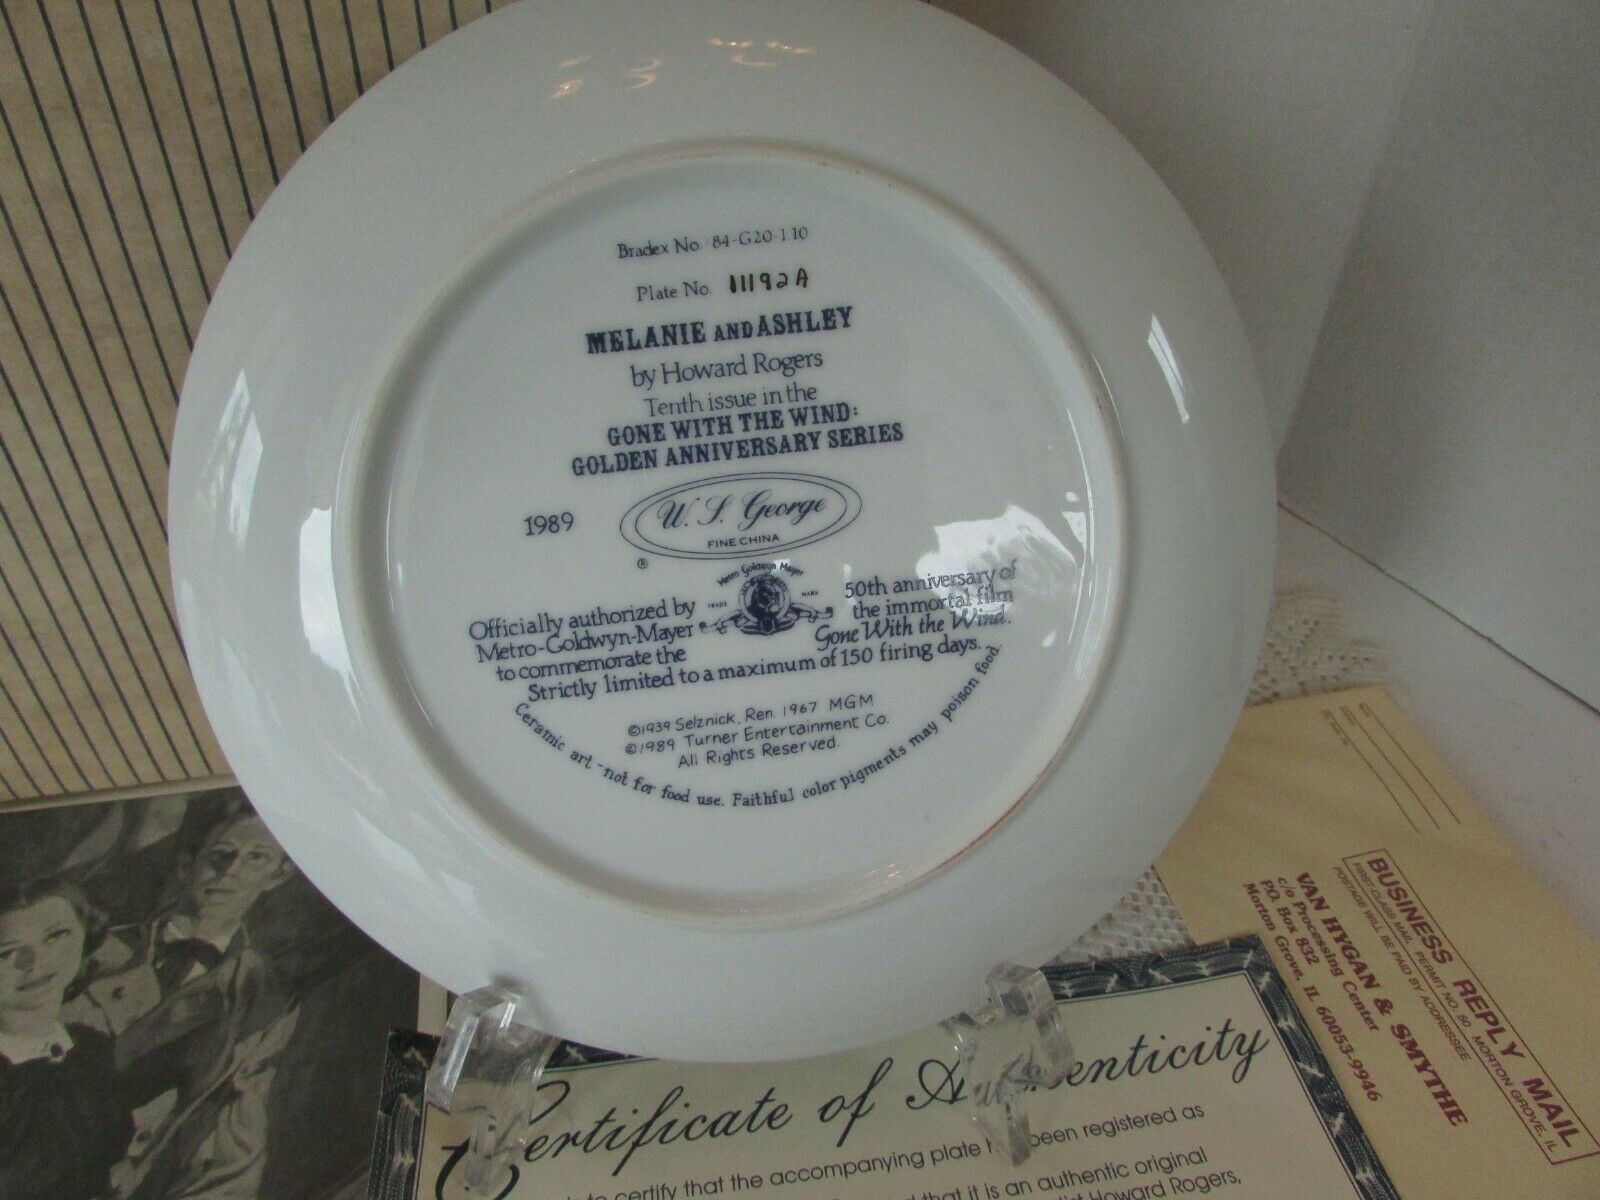 Bradex No. 84-G20-1.10
Plate No. 11192A
MELANIE AND ASHLEY
by Howard Rogers
Tenth issue in the
GONE WITH THE WIND:
GOLDEN ANNIVERSARY SERIES
1989
W. S. George
FINE CHINA
®
Metro Goldwyn Mayer
TRADE MARK
Officially authorized by
Metro-Goldwyn-Mayer
to commemorate the
50th anniversary of
the immortal film
Gone With the Wind.
Strictly limited to a maximum of 150 firing days.
©1939 Selznick, Ren. 1967 MGM
©1989 Turner Entertainment Co.
All Rights Reserved.
Ceramic art - not for food use. Faithful color pigments may poison food.
BUSINESS REPLY MAIL
FIRST-CLASS MAIL PERMIT NO. 50 MORTON GROVE, IL
POSTAGE WILL BE PAID BY ADDRESSEE
VAN HYGAN & SMYTHE
c/o Processing Center
P.O. Box 832
Morton Grove, IL 60053-9946
Certificate of Authenticity
to certify that the accompanying plate been registered as
that it is an authentic original
Howard Rogers,